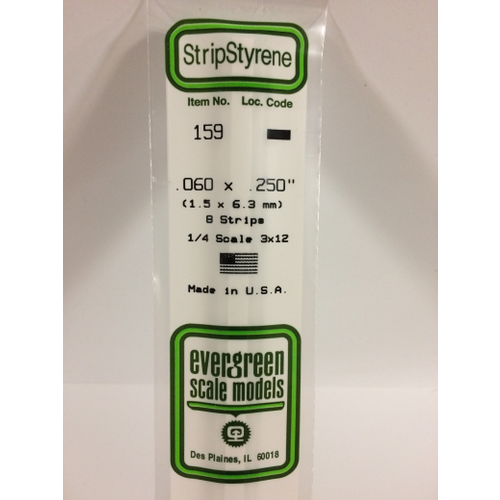 StripStyrene
Item No. Loc. Code
159
.060 x .250"
(1.5 x 6.3 mm)
8 Strips
1/4 Scale 3x12
Made in U.S.A.
evergreen
scale models
Des Plaines, IL 60018